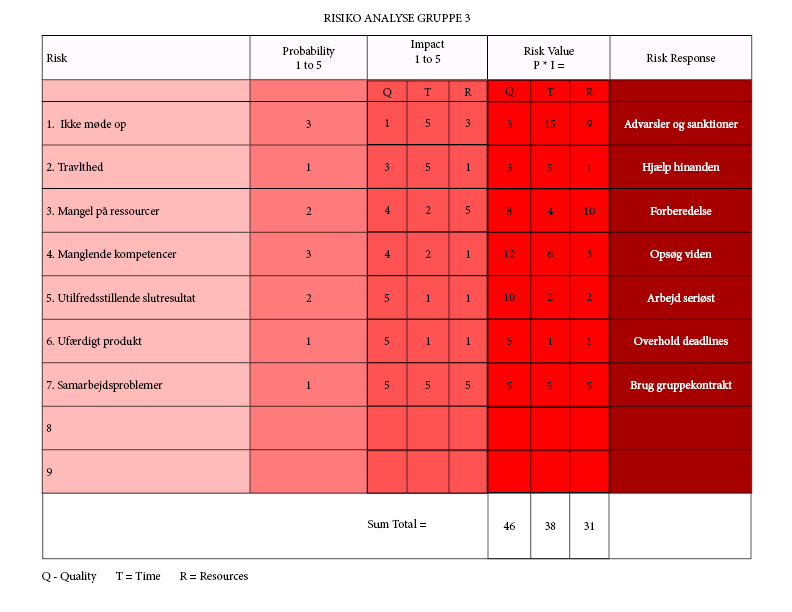 RISIKO ANALYSE GRUPPE 3
Risk Probability 1 to 5 Impact 1 to 5 Risk Value P * I = Risk Response
Q T R Q T R
1. Ikke møde op 3 1 5 3 3 15 9 Advarsler og sanktioner
2. Travlthed 1 3 5 1 3 5 1 Hjælp hinanden
3. Mangel på ressourcer 2 4 2 5 8 4 10 Forberedelse
4. Manglende kompetencer 3 4 2 1 12 6 3 Opsøg viden
5. Utilfredsstillende slutresultat 2 5 1 1 10 2 2 Arbejd seriøst
6. Ufærdigt produkt 1 5 1 1 5 1 1 Overhold deadlines
7. Samarbejdsproblemer 1 5 5 5 5 5 5 Brug gruppekontrakt
8
9
Sum Total = 46 38 31
Q - Quality T = Time R = Resources